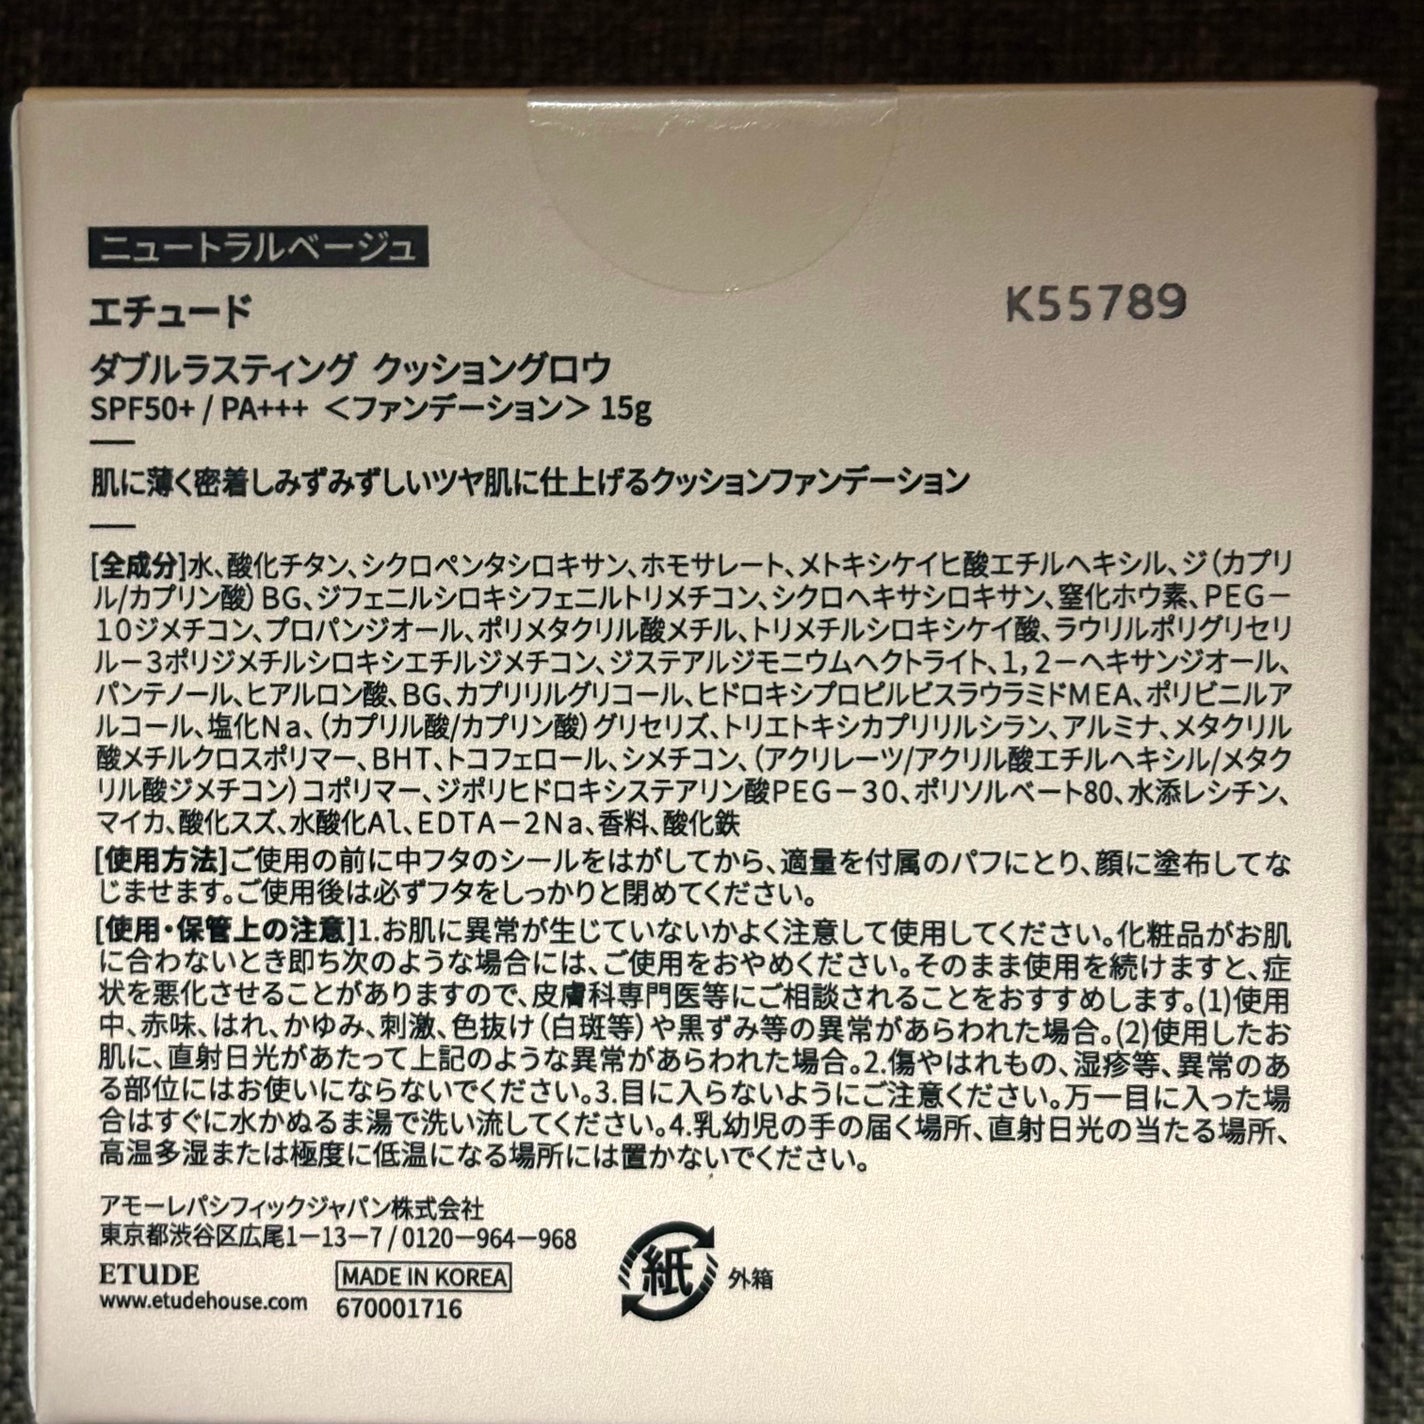 ニュートラルベージュ
エチュード
K55789
ダブルラスティング クッショングロウ
SPF50+ / PA+++ ＜ファンデーション＞ 15g
肌に薄く密着しみずみずしいツヤ肌に仕上げるクッションファンデーション
[全成分]水、酸化チタン、シクロペンタシロキサン、ホモサレート、メトキシケイヒ酸エチルヘキシル、ジ（カプリ
ル/カプリン酸）BG、ジフェニルシロキシフェニルトリメチコン、シクロヘキサシロキサン、窒化ホウ素、PEG－
10ジメチコン、プロパンジオール、ポリメタクリル酸メチル、トリメチルシロキシケイ酸、ラウリルポリグリセリ
ル－3ポリジメチルシロキシエチルジメチコン、ジステアルジモニウムヘクトライト、1，2－ヘキサンジオール、
パンテノール、ヒアルロン酸、BG、カプリリルグリコール、ヒドロキシプロピルビスラウラミドMEA、ポリビニルア
ルコール、塩化Na、（カプリル酸/カプリン酸）グリセリズ、トリエトキシカプリリルシラン、アルミナ、メタクリル
酸メチルクロスポリマー、BHT、トコフェロール、シメチコン、（アクリレーツ/アクリル酸エチルヘキシル/メタク
リル酸ジメチコン）コポリマー、ジポリヒドロキシステアリン酸PEG－30、ポリソルベート80、水添レシチン、
マイカ、酸化スズ、水酸化Al、EDTA－2Na、香料、酸化鉄
[使用方法]ご使用の前に中フタのシールをはがしてから、適量を付属のパフにとり、顔に塗布してな
じませます。ご使用後は必ずフタをしっかりと閉めてください。
[使用・保管上の注意]1.お肌に異常が生じていないかよく注意して使用してください。化粧品がお肌
に合わないとき即ち次のような場合には、ご使用をおやめください。そのまま使用を続けますと、症
状を悪化させることがありますので、皮膚科専門医等にご相談されることをおすすめします。(1)使用
中、赤味、はれ、かゆみ、刺激、色抜け（白斑等）や黒ずみ等の異常があらわれた場合。(2)使用したお
肌に、直射日光があたって上記のような異常があらわれた場合。2.傷やはれもの、湿疹等、異常のあ
る部位にはお使いにならないでください。3.目に入らないようにご注意ください。万一目に入った場
合はすぐに水かぬるま湯で洗い流してください。4.乳幼児の手の届く場所、直射日光の当たる場所、
高温多湿または極度に低温になる場所には置かないでください。
アモーレパシフィックジャパン株式会社
東京都渋谷区広尾1－13－7 / 0120－964－968
ETUDE
www.etudehouse.com
MADE IN KOREA
670001716
紙
外箱